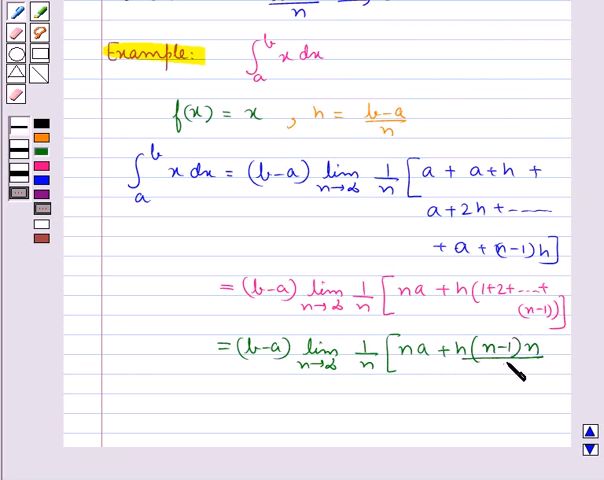 n
Example: ∫_a^b x dx
f(x) = x , h = (b-a)/n
∫_a^b x dx = (b-a) lim_{n→∞} 1/n [ a + a+h +
a+2h + -----
+ a + (n-1)h ]
= (b-a) lim_{n→∞} 1/n [ na + h(1+2+...+
(n-1)) ]
= (b-a) lim_{n→∞} 1/n [ na + h(n-1)n